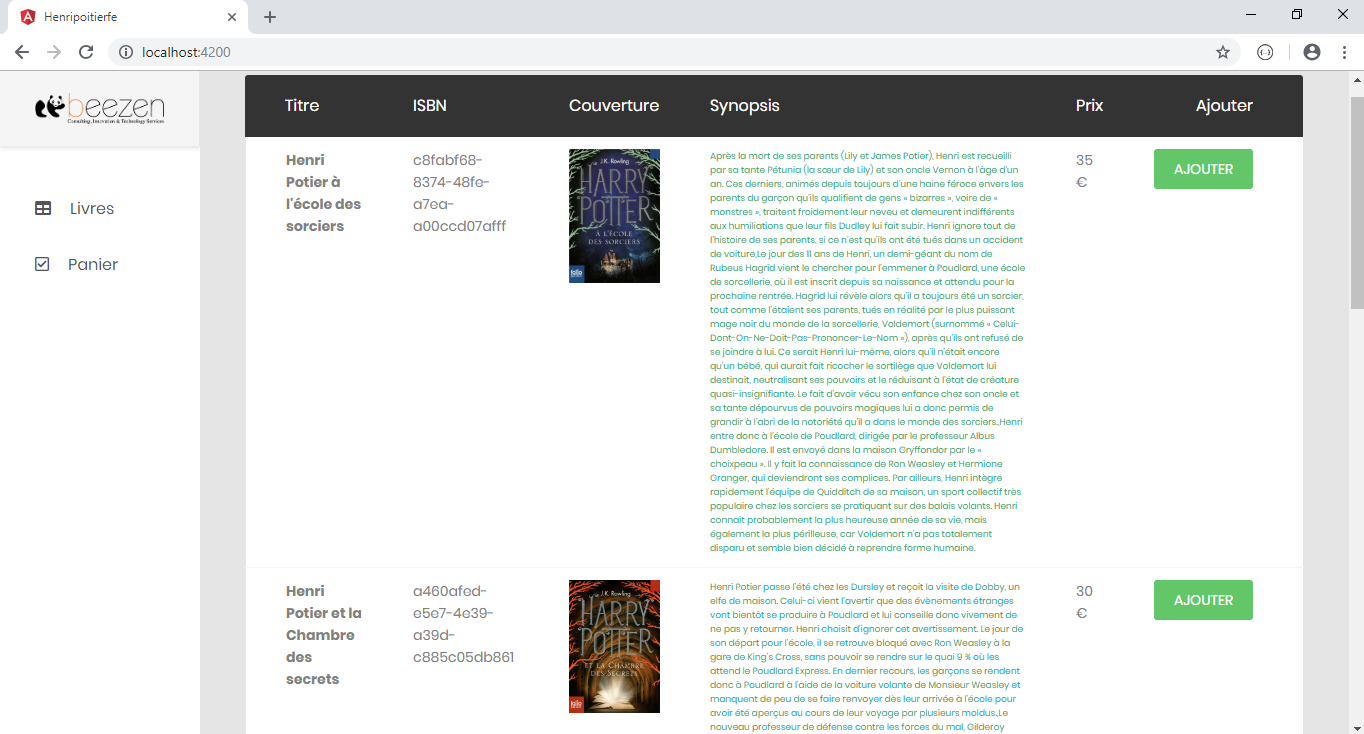 Henripoitierfe
localhost:4200
beezen
Consulting, Innovation & Technology Services
Livres
Panier
Titre ISBN Couverture Synopsis Prix Ajouter
Henri
Potier à
l'école des
sorciers
c8fabf68-
8374-48fe-
a7ea-
a00ccd07afff
J.K. Rowling
HARRY
POTTER
À L'ÉCOLE
DES SORCIERS
folio
Après la mort de ses parents (Lily et James Potier), Henri est recueilli
par sa tante Pétunia (la sœur de Lily) et son oncle Vernon à l'âge d'un
an. Ces derniers, animés depuis toujours d'une haine féroce envers les
parents du garçon qu'ils qualifient de gens « bizarres », voire de «
monstres », traitent froidement leur neveu et demeurent indifférents
aux humiliations que leur fils Dudley lui fait subir. Henri ignore tout de
l'histoire de ses parents, si ce n'est qu'ils ont été tués dans un accident
de voiture,Le jour des 11 ans de Henri, un demi-géant du nom de
Rubeus Hagrid vient le chercher pour l'emmener à Poudlard, une école
de sorcellerie, où il est inscrit depuis sa naissance et attendu pour la
prochaine rentrée. Hagrid lui révèle alors qu'il a toujours été un sorcier,
tout comme l'étaient ses parents, tués en réalité par le plus puissant
mage noir du monde de la sorcellerie, Voldemort (surnommé « Celui-
Dont-On-Ne-Doit-Pas-Prononcer-Le-Nom »), après qu'ils ont refusé de
se joindre à lui. Ce serait Henri lui-même, alors qu'il n'était encore
qu'un bébé, qui aurait fait ricocher le sortilège que Voldemort lui
destinait, neutralisant ses pouvoirs et le réduisant à l'état de créature
quasi-insignifiante. Le fait d'avoir vécu son enfance chez son oncle et
sa tante dépourvus de pouvoirs magiques lui a donc permis de
grandir à l'abri de la notoriété qu'il a dans le monde des sorciers.,Henri
entre donc à l'école de Poudlard, dirigée par le professeur Albus
Dumbledore. Il est envoyé dans la maison Gryffondor par le «
choixpeau ». Il y fait la connaissance de Ron Weasley et Hermione
Granger, qui deviendront ses complices. Par ailleurs, Henri intègre
rapidement l'équipe de Quidditch de sa maison, un sport collectif très
populaire chez les sorciers se pratiquant sur des balais volants. Henri
connaît probablement la plus heureuse année de sa vie, mais
également la plus périlleuse, car Voldemort n'a pas totalement
disparu et semble bien décidé à reprendre forme humaine.
35
€
AJOUTER
Henri
Potier et la
Chambre
des
secrets
a460afed-
e5e7-4e39-
a39d-
c885c05db861
J.K. Rowling
HARRY
POTTER
ET LA CHAMBRE
DES SECRETS
folio
Henri Potier passe l'été chez les Dursley et reçoit la visite de Dobby, un
elfe de maison. Celui-ci vient l'avertir que des évènements étranges
vont bientôt se produire à Poudlard et lui conseille donc vivement de
ne pas y retourner. Henri choisit d'ignorer cet avertissement. Le jour de
son départ pour l'école, il se retrouve bloqué avec Ron Weasley à la
gare de King's Cross, sans pouvoir se rendre sur le quai 9 ¾ où les
attend le Poudlard Express. En dernier recours, les garçons se rendent
donc à Poudlard à l'aide de la voiture volante de Monsieur Weasley et
manquent de peu de se faire renvoyer dès leur arrivée à l'école pour
avoir été aperçus au cours de leur voyage par plusieurs moldus.,Le
nouveau professeur de défense contre les forces du mal, Gilderoy
30
€
AJOUTER